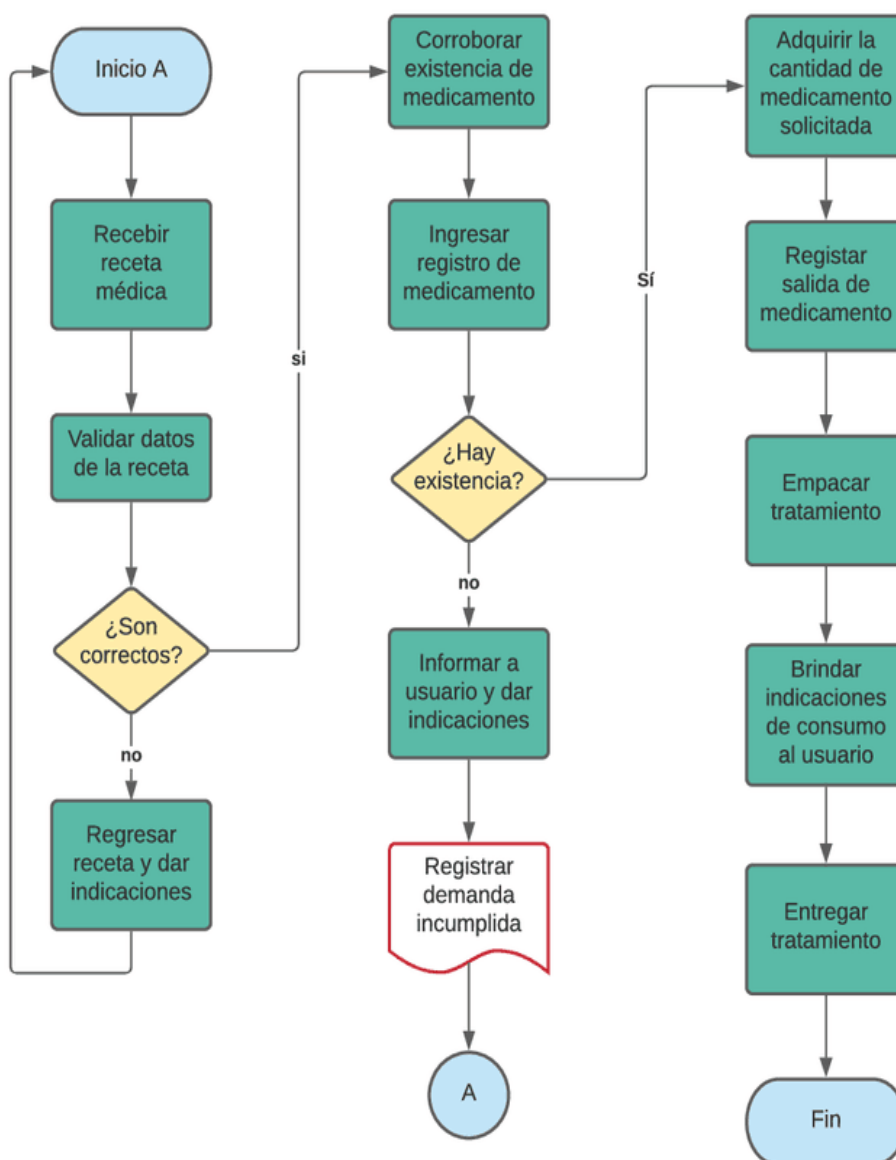 Inicio A
Recebir
receta
médica
Validar datos
de la receta
¿Son
correctos?
no
Regresar
receta y dar
indicaciones
si
Corroborar
existencia de
medicamento
Ingresar
registro de
medicamento
¿Hay
existencia?
no
Informar a
usuario y dar
indicaciones
Registrar
demanda
incumplida
A
Sí
Adquirir la
cantidad de
medicamento
solicitada
Registar
salida de
medicamento
Empacar
tratamiento
Brindar
indicaciones
de consumo
al usuario
Entregar
tratamiento
Fin